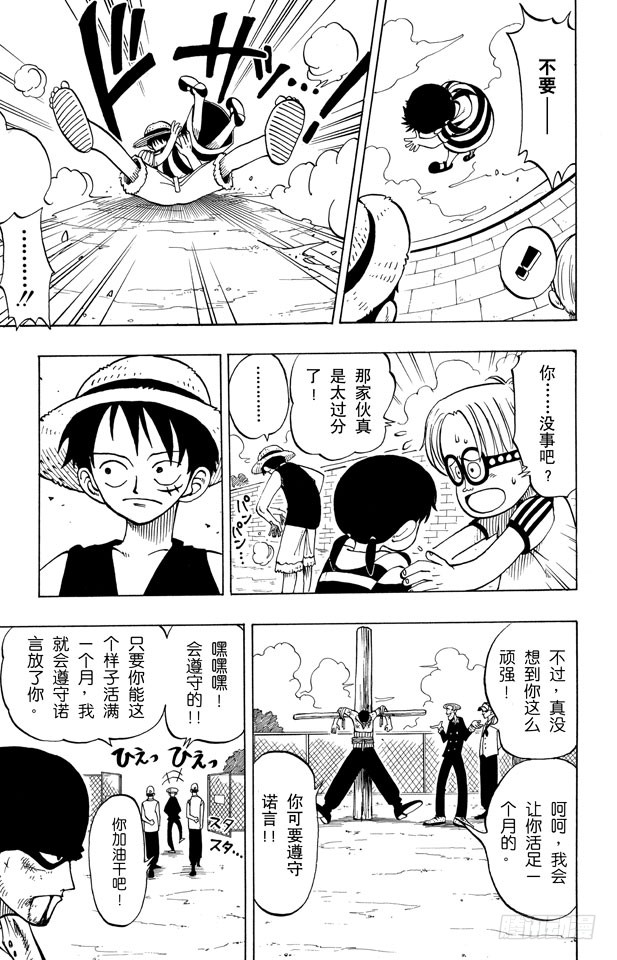 不要——
ドサッ…!
………!!
!
你……没事吧？
那家伙真
是太过分
了！
……
パン
パン
パン…
不过，真没
想到你这么
顽强！
呵呵，我会
让你活足一
个月的。
你可要遵守
诺言!!
嘿嘿嘿！
会遵守的!!
只要你能这
个样子活满
一个月，我
就会遵守诺
言放了你。
ひえっ
ひえっ
スタ
スタ…
你加油干吧！